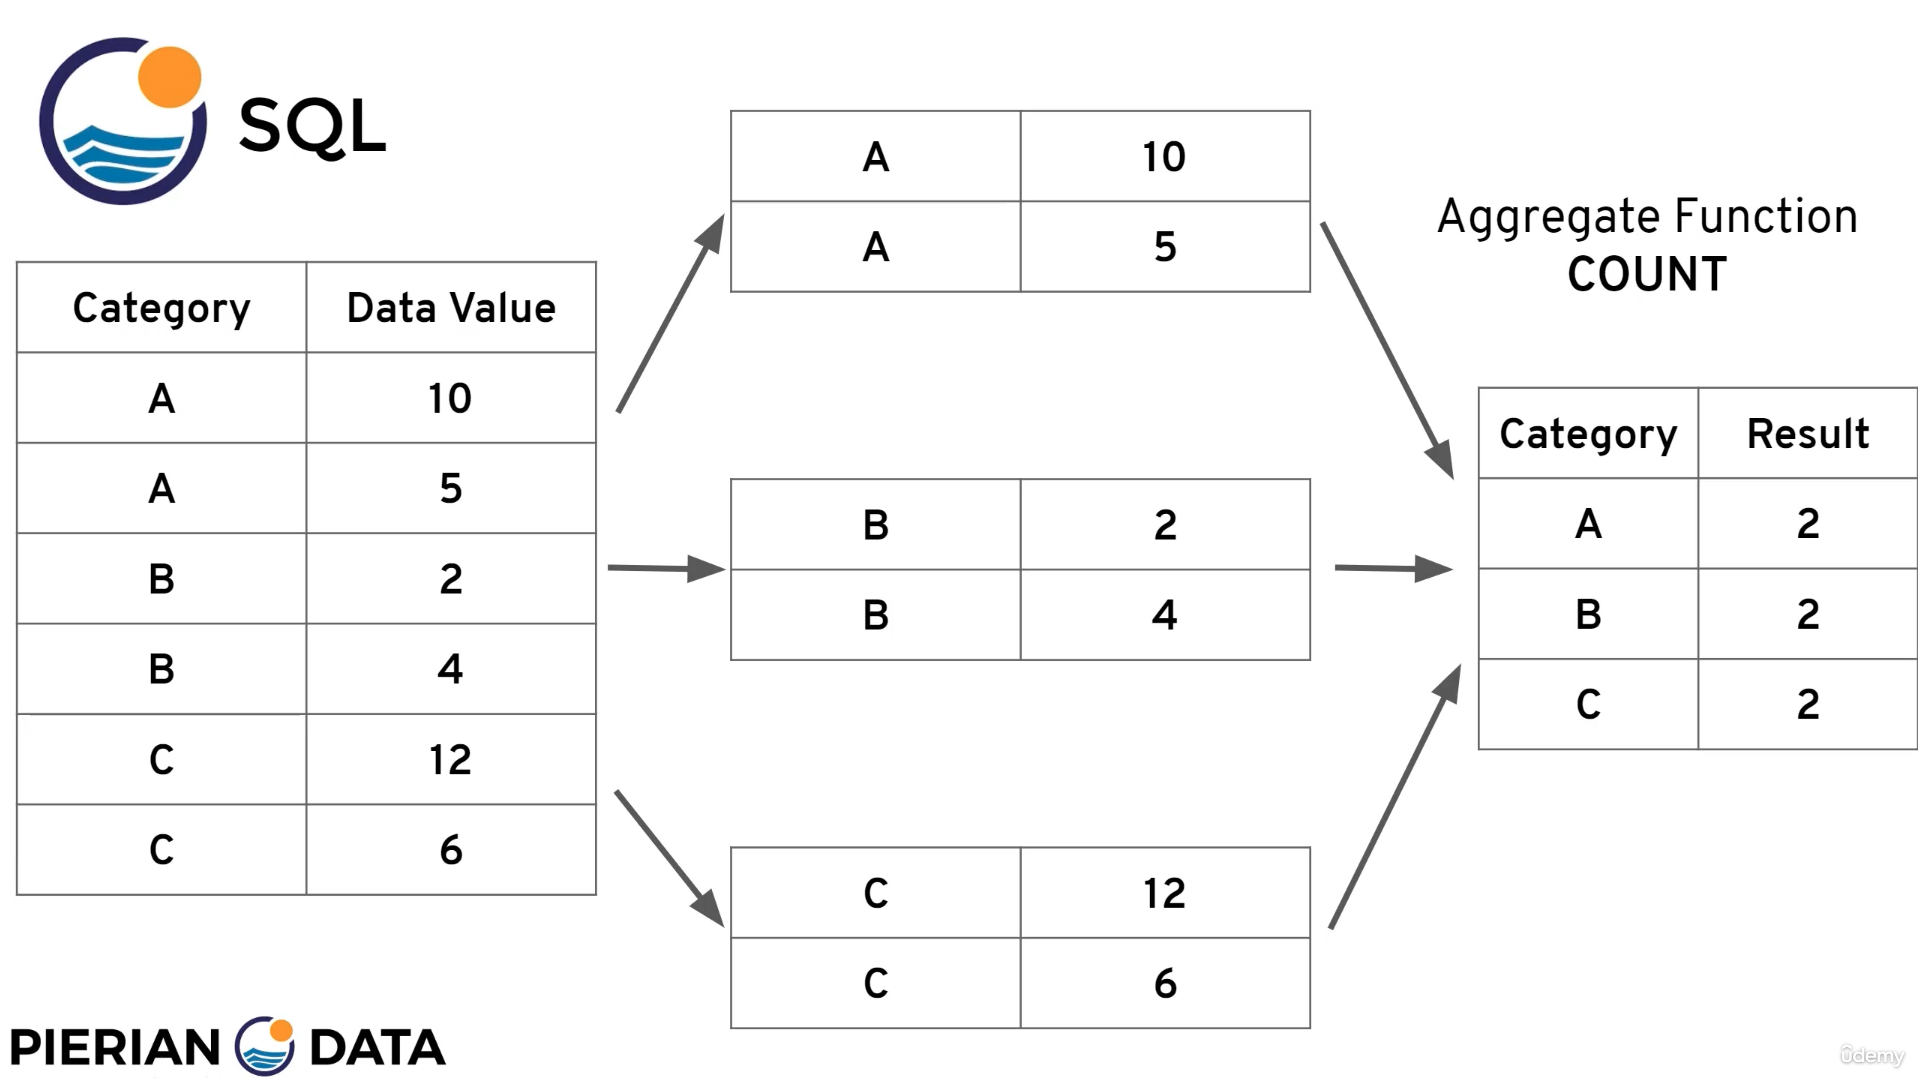 SQL
Category Data Value
A 10
A 5
B 2
B 4
C 12
C 6
A 10
A 5
B 2
B 4
C 12
C 6
Aggregate Function
COUNT
Category Result
A 2
B 2
C 2
PIERIAN DATA
ûdemy